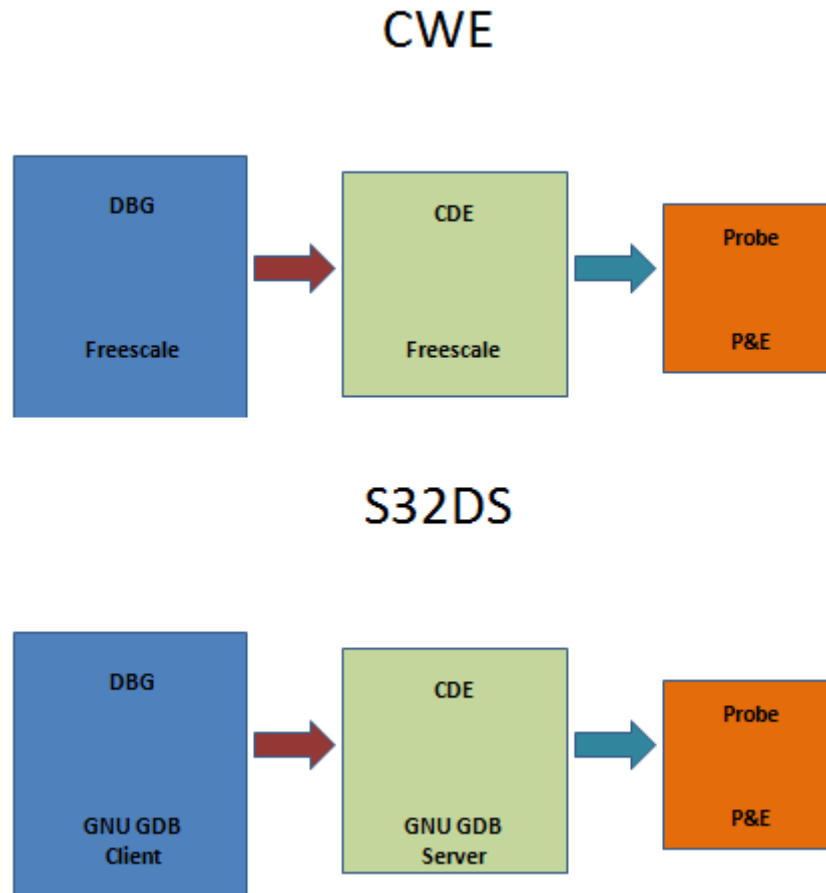 CWE
DBG
CDE
Probe
Freescale
Freescale
P&E
S32DS
DBG
CDE
Probe
GNU GDB
Client
GNU GDB
Server
P&E